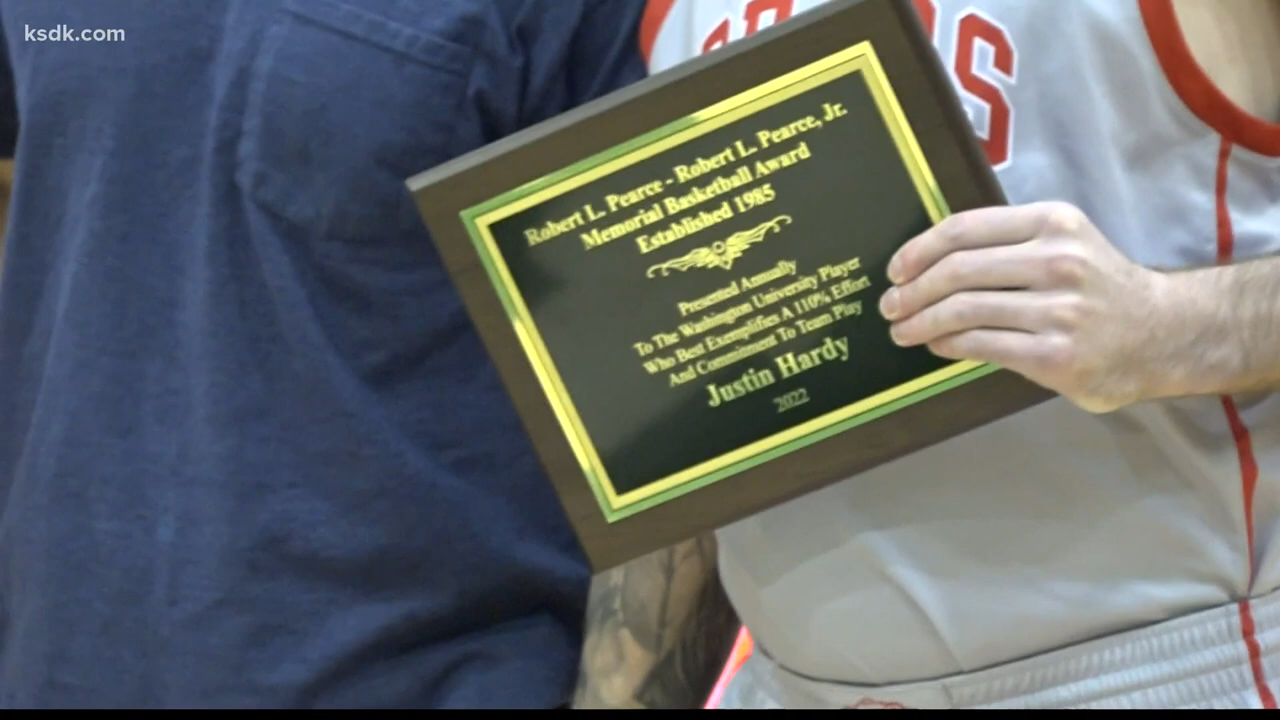 ksdk.com
Robert L. Pearce - Robert L. Pearce, Jr.
Memorial Basketball Award
Established 1985
Presented Annually
To The Washington University Player
Who Best Exemplifies A 110% Effort
And Commitment To Team Play
Justin Hardy
2022